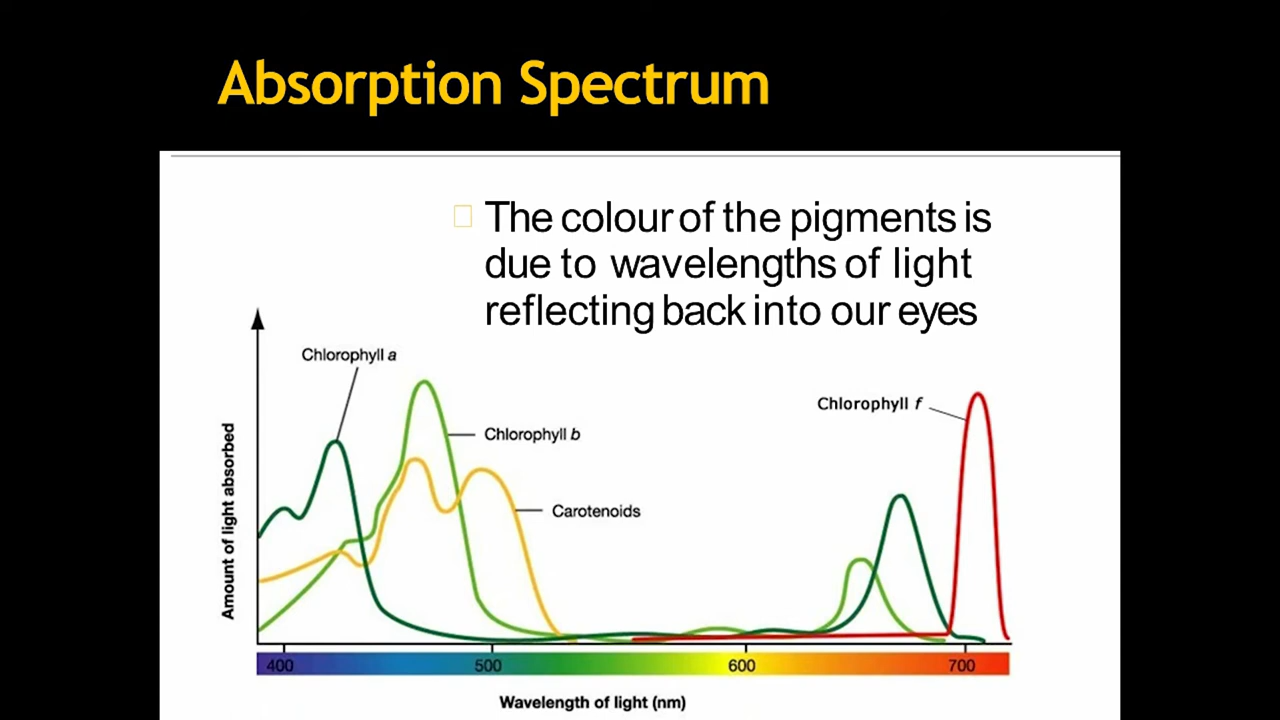 Absorption Spectrum
The colour of the pigments is
due to wavelengths of light
reflecting back into our eyes
Chlorophyll a
Chlorophyll f
Chlorophyll b
Carotenoids
Amount of light absorbed
400 500 600 700
Wavelength of light (nm)